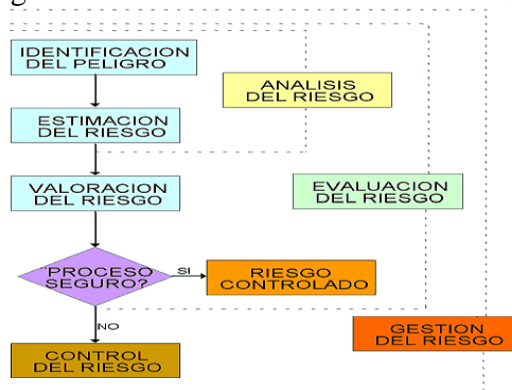 IDENTIFICACION
DEL PELIGRO
ANALISIS
DEL RIESGO
ESTIMACION
DEL RIESGO
VALORACION
DEL RIESGO
EVALUACION
DEL RIESGO
"PROCESO
SEGURO?
SI
RIESGO
CONTROLADO
NO
GESTION
DEL RIESGO
CONTROL
DEL RIESGO